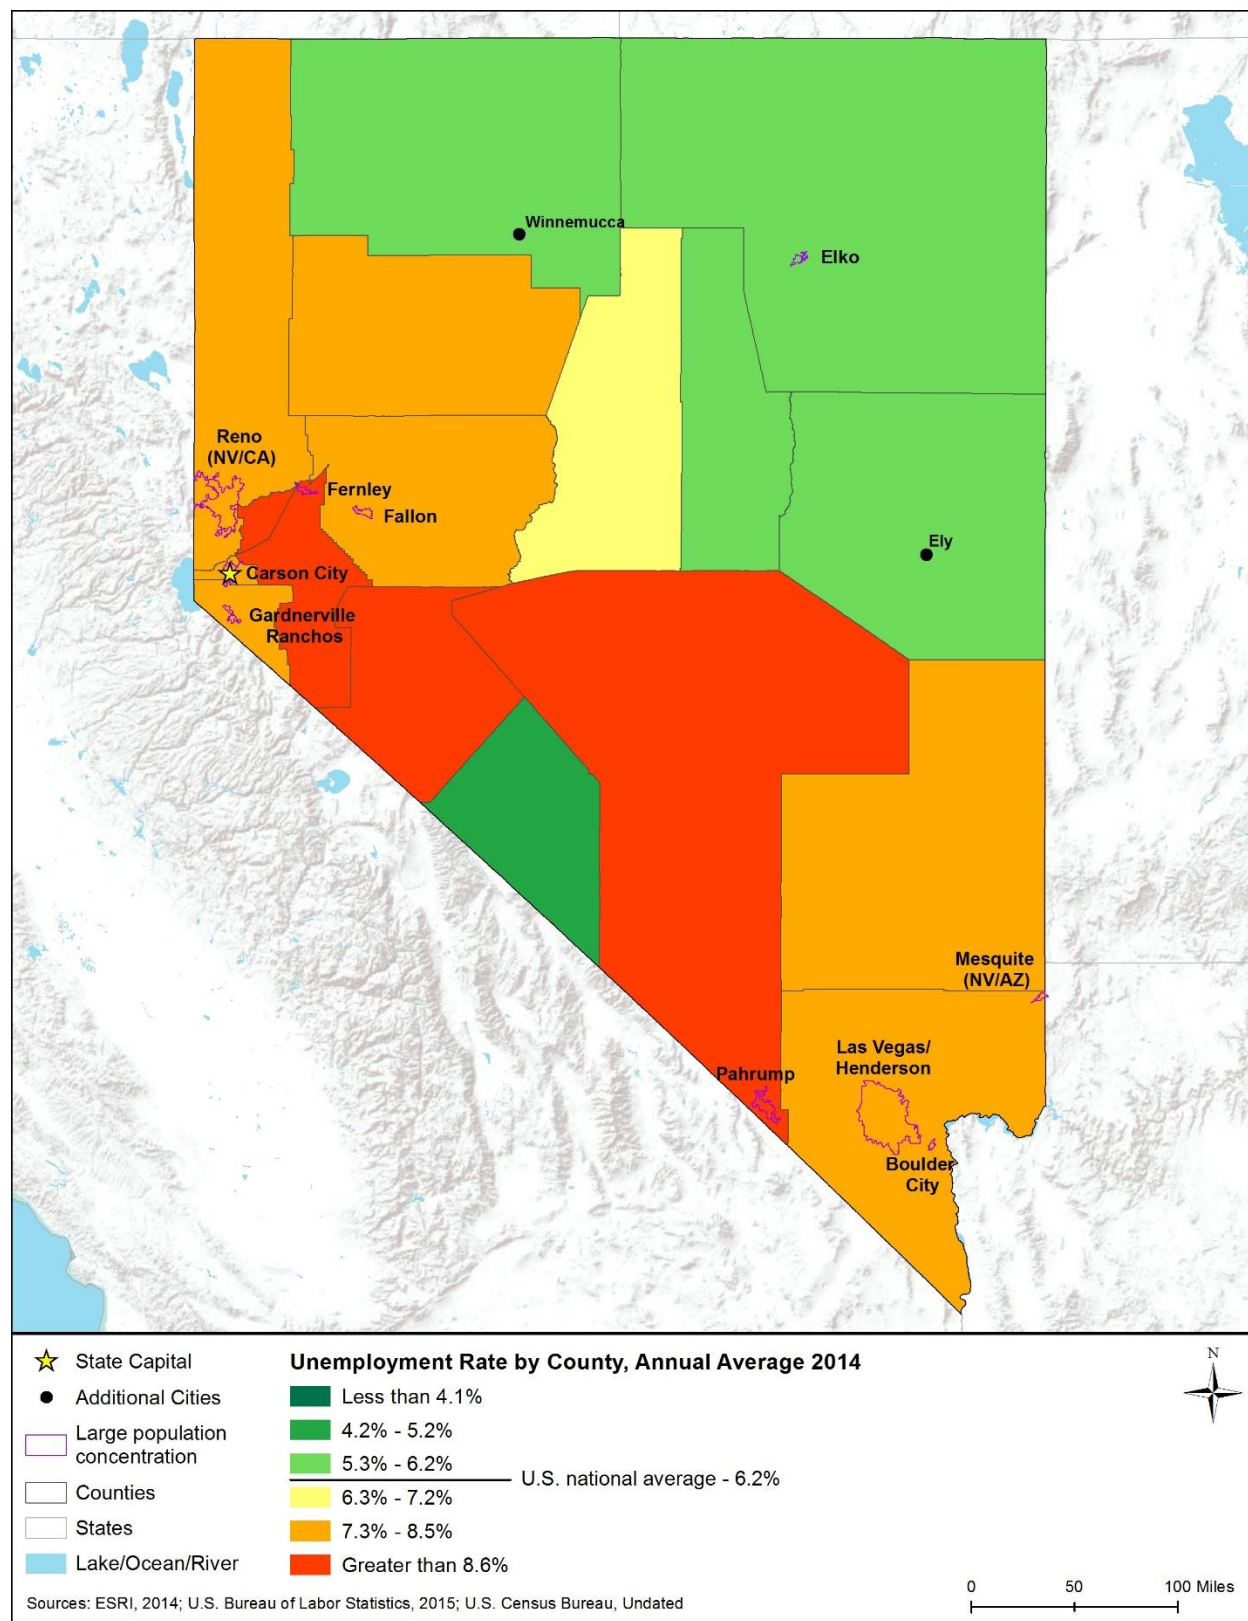 Winnemucca
Elko
Reno
(NV/CA)
Fernley
Fallon
Ely
Carson City
Gardnerville
Ranchos
Mesquite
(NV/AZ)
Las Vegas/
Henderson
Pahrump
Boulder
City
State Capital
Additional Cities
Large population
concentration
Counties
States
Lake/Ocean/River
Unemployment Rate by County, Annual Average 2014
Less than 4.1%
4.2% - 5.2%
5.3% - 6.2%
U.S. national average - 6.2%
6.3% - 7.2%
7.3% - 8.5%
Greater than 8.6%
N
0 50 100 Miles
Sources: ESRI, 2014; U.S. Bureau of Labor Statistics, 2015; U.S. Census Bureau, Undated